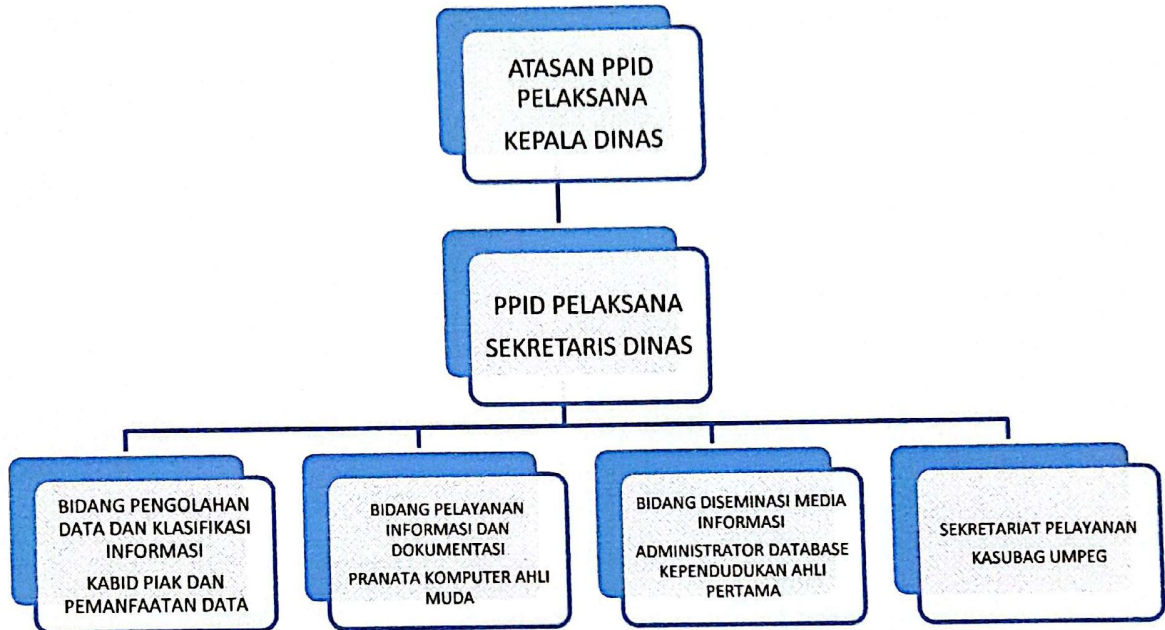 ATASAN PPID
PELAKSANA
KEPALA DINAS
PPID PELAKSANA
SEKRETARIS DINAS
BIDANG PENGOLAHAN
DATA DAN KLASIFIKASI
INFORMASI
KABID PIAK DAN
PEMANFAATAN DATA
BIDANG PELAYANAN
INFORMASI DAN
DOKUMENTASI
PRANATA KOMPUTER AHLI
MUDA
BIDANG DISEMINASI MEDIA
INFORMASI
ADMINISTRATOR DATABASE
KEPENDUDUKAN AHLI
PERTAMA
SEKRETARIAT PELAYANAN
KASUBAG UMPEG